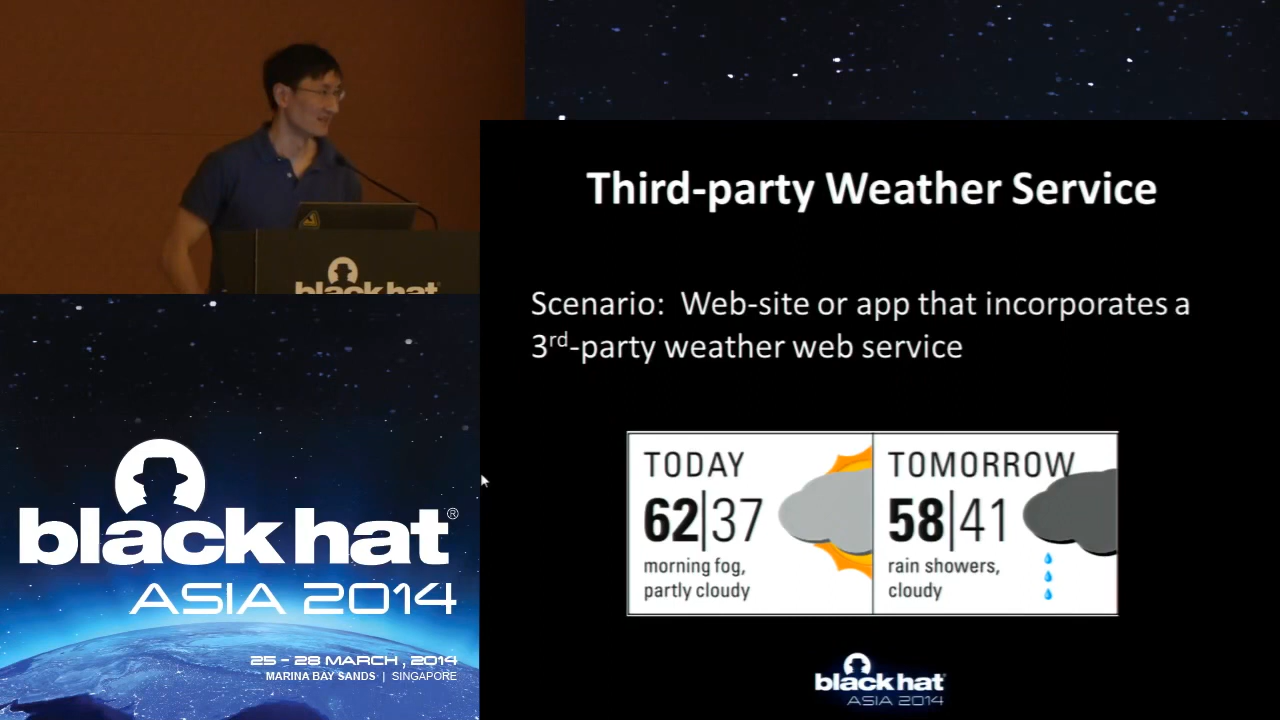 black hat
Third-party Weather Service
Scenario: Web-site or app that incorporates a
3rd-party weather web service
TODAY
62|37
morning fog,
partly cloudy
TOMORROW
58|41
rain showers,
cloudy
black hat®
ASIA 2014
25 - 28 MARCH, 2014
MARINA BAY SANDS | SINGAPORE
black hat
ASIA 2014